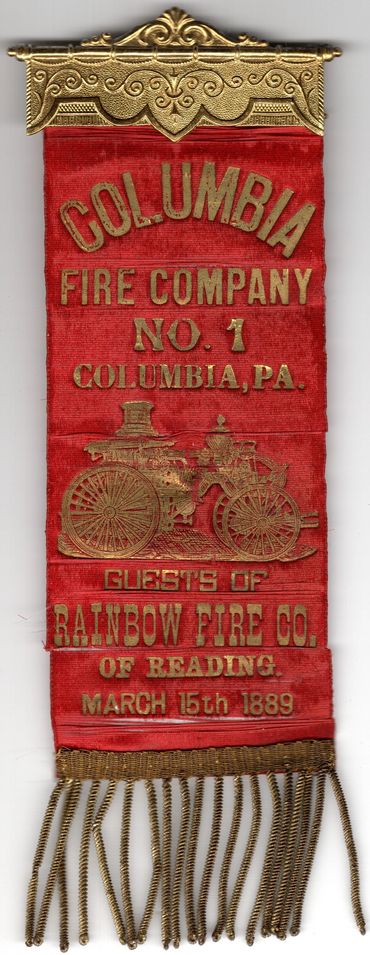 COLUMBIA
FIRE COMPANY
NO. 1
COLUMBIA, PA.
GUESTS OF
RAINBOW FIRE CO.
OF READING.
MARCH 15th 1889